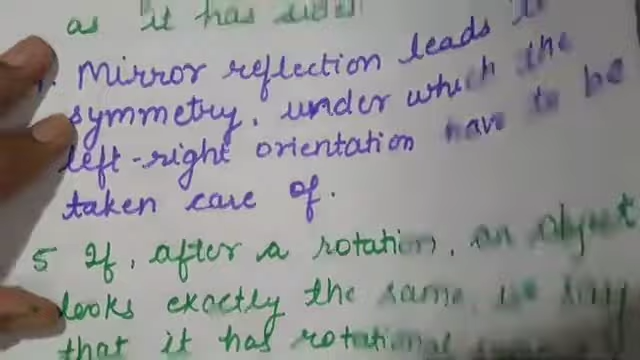 as it has
Mirror reflection leads to
symmetry, under which the
left-right orientation have to be
taken care of.
5 If, after a rotation, an object
looks exactly the same, we say
that it has rotational